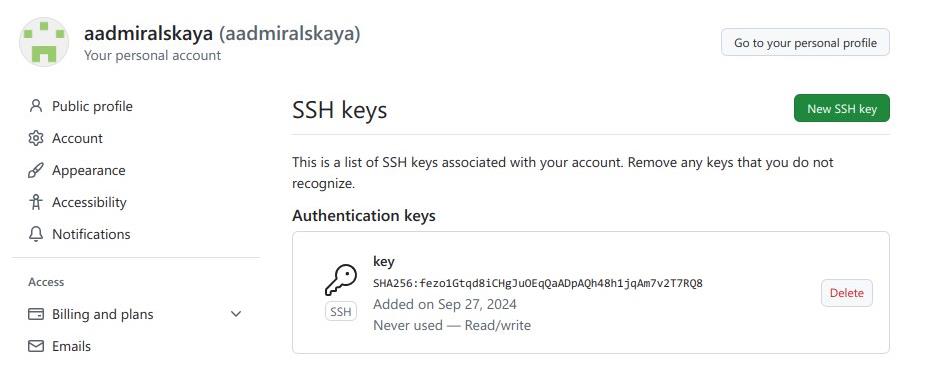 aadmiralskaya (aadmiralskaya)
Your personal account
Go to your personal profile
Public profile
Account
Appearance
Accessibility
Notifications
Access
Billing and plans
Emails
SSH keys
New SSH key
This is a list of SSH keys associated with your account. Remove any keys that you do not
recognize.
Authentication keys
key
SHA256:fezo1Gtqd8iCHgJuOEqQaADpAQh48h1jqAm7v2T7RQ8
Added on Sep 27, 2024
Never used — Read/write
SSH
Delete